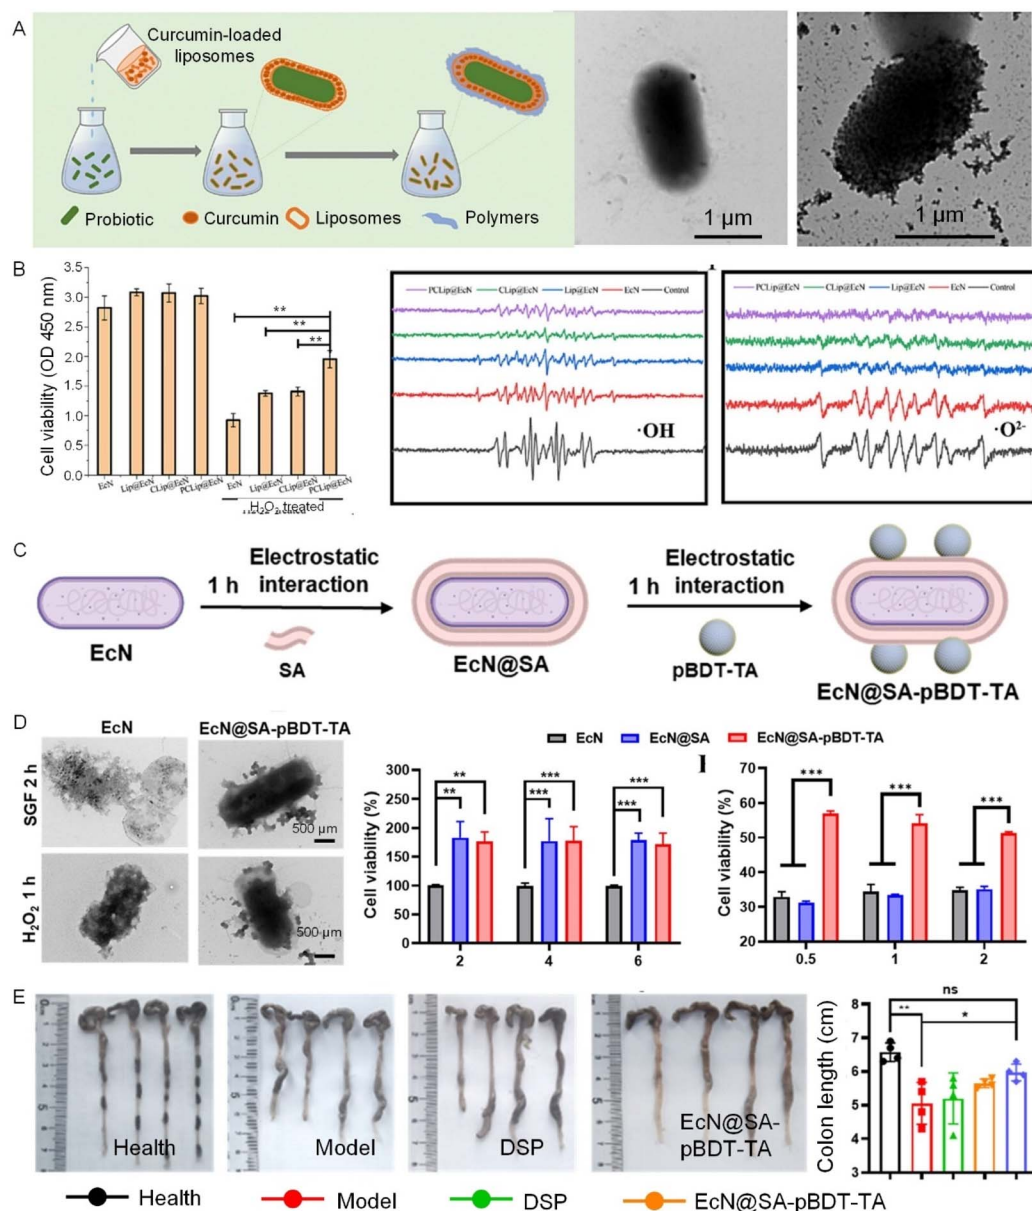 A
Curcumin-loaded
liposomes
Probiotic
Curcumin
Liposomes
Polymers
1 μm
1 μm
B
Cell viability (OD 450 nm)
3.5
3.0
2.5
2.0
1.5
1.0
0.5
0.0
**
**
**
EcN
Lip@EcN
CLip@EcN
PCLip@EcN
EcN
Lip@EcN
CLip@EcN
PCLip@EcN
H₂O₂ treated
PCLip@EcN
CLip@EcN
Lip@EcN
EcN
Control
·OH
PCLip@EcN
CLip@EcN
Lip@EcN
EcN
Control
·O²⁻
C
EcN
Electrostatic
1 h interaction
SA
EcN@SA
Electrostatic
1 h interaction
pBDT-TA
EcN@SA-pBDT-TA
D
EcN
EcN@SA-pBDT-TA
SGF 2 h
500 μm
H₂O₂ 1 h
500 μm
EcN
EcN@SA
EcN@SA-pBDT-TA
Cell viability (%)
300
250
200
150
100
50
0
**
**
***
***
***
***
2
4
6
Cell viability (%)
70
60
50
40
30
20
***
***
***
0.5
1
2
E
Health
Model
DSP
EcN@SA-
pBDT-TA
Colon length (cm)
8
7
6
5
4
3
ns
**
*
Health
Model
DSP
EcN@SA-pBDT-TA